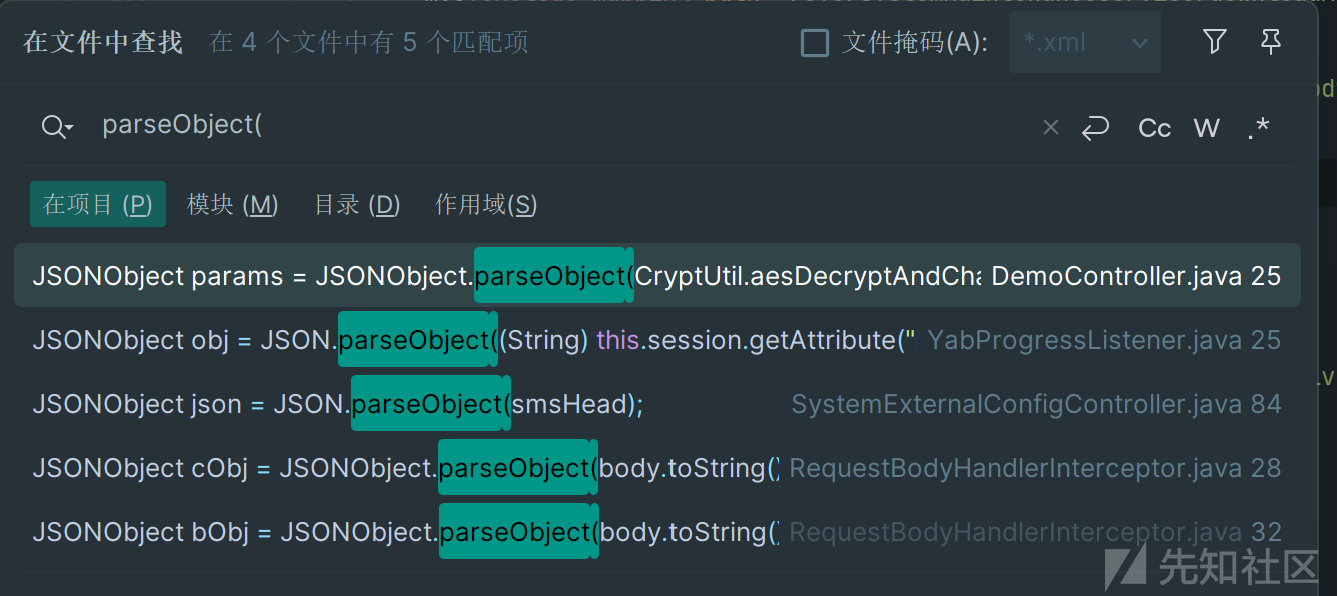 在文件中查找 在 4 个文件中有 5 个匹配项 文件掩码(A): *.xml
parseObject( Cc W .*
在项目 (P) 模块 (M) 目录 (D) 作用域(S)
JSONObject params = JSONObject.parseObject(CryptUtil.aesDecryptAndCha DemoController.java 25
JSONObject obj = JSON.parseObject((String) this.session.getAttribute(" YabProgressListener.java 25
JSONObject json = JSON.parseObject(smsHead); SystemExternalConfigController.java 84
JSONObject cObj = JSONObject.parseObject(body.toString() RequestBodyHandlerInterceptor.java 28
JSONObject bObj = JSONObject.parseObject(body.toString() RequestBodyHandlerInterceptor.java 32
先知社区